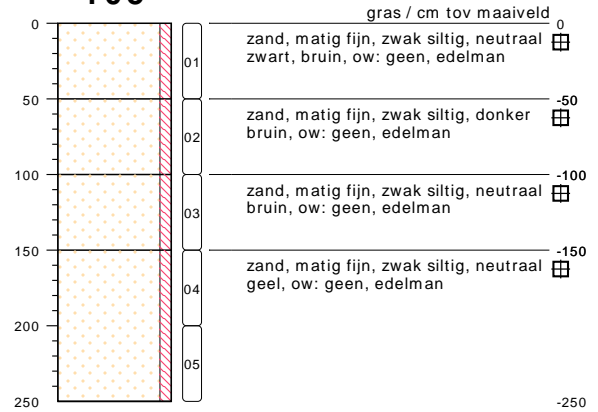 gras / cm tov maaiveld
0 0
zand, matig fijn, zwak siltig, neutraal
zwart, bruin, ow: geen, edelman
01
50 -50
zand, matig fijn, zwak siltig, donker
bruin, ow: geen, edelman
02
100 -100
zand, matig fijn, zwak siltig, neutraal
bruin, ow: geen, edelman
03
150 -150
zand, matig fijn, zwak siltig, neutraal
geel, ow: geen, edelman
04
200
05
250 -250